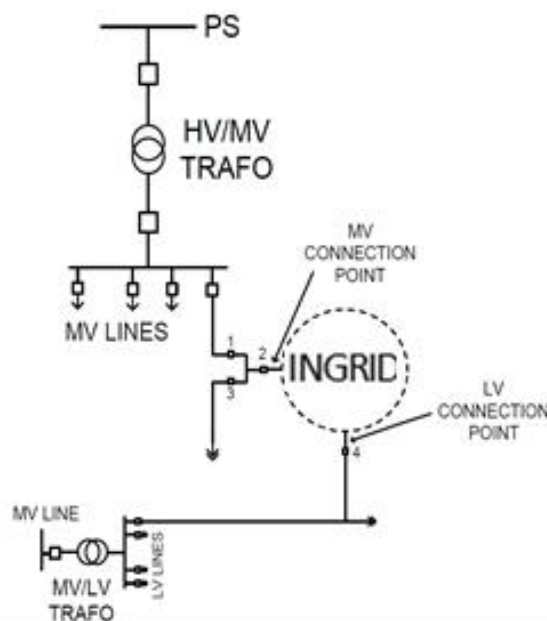 PS
HV/MV
TRAFO
MV
CONNECTION
POINT
MV LINES
1
2
3
INGRID
LV
CONNECTION
POINT
4
MV LINE
LV LINES
MV/LV
TRAFO